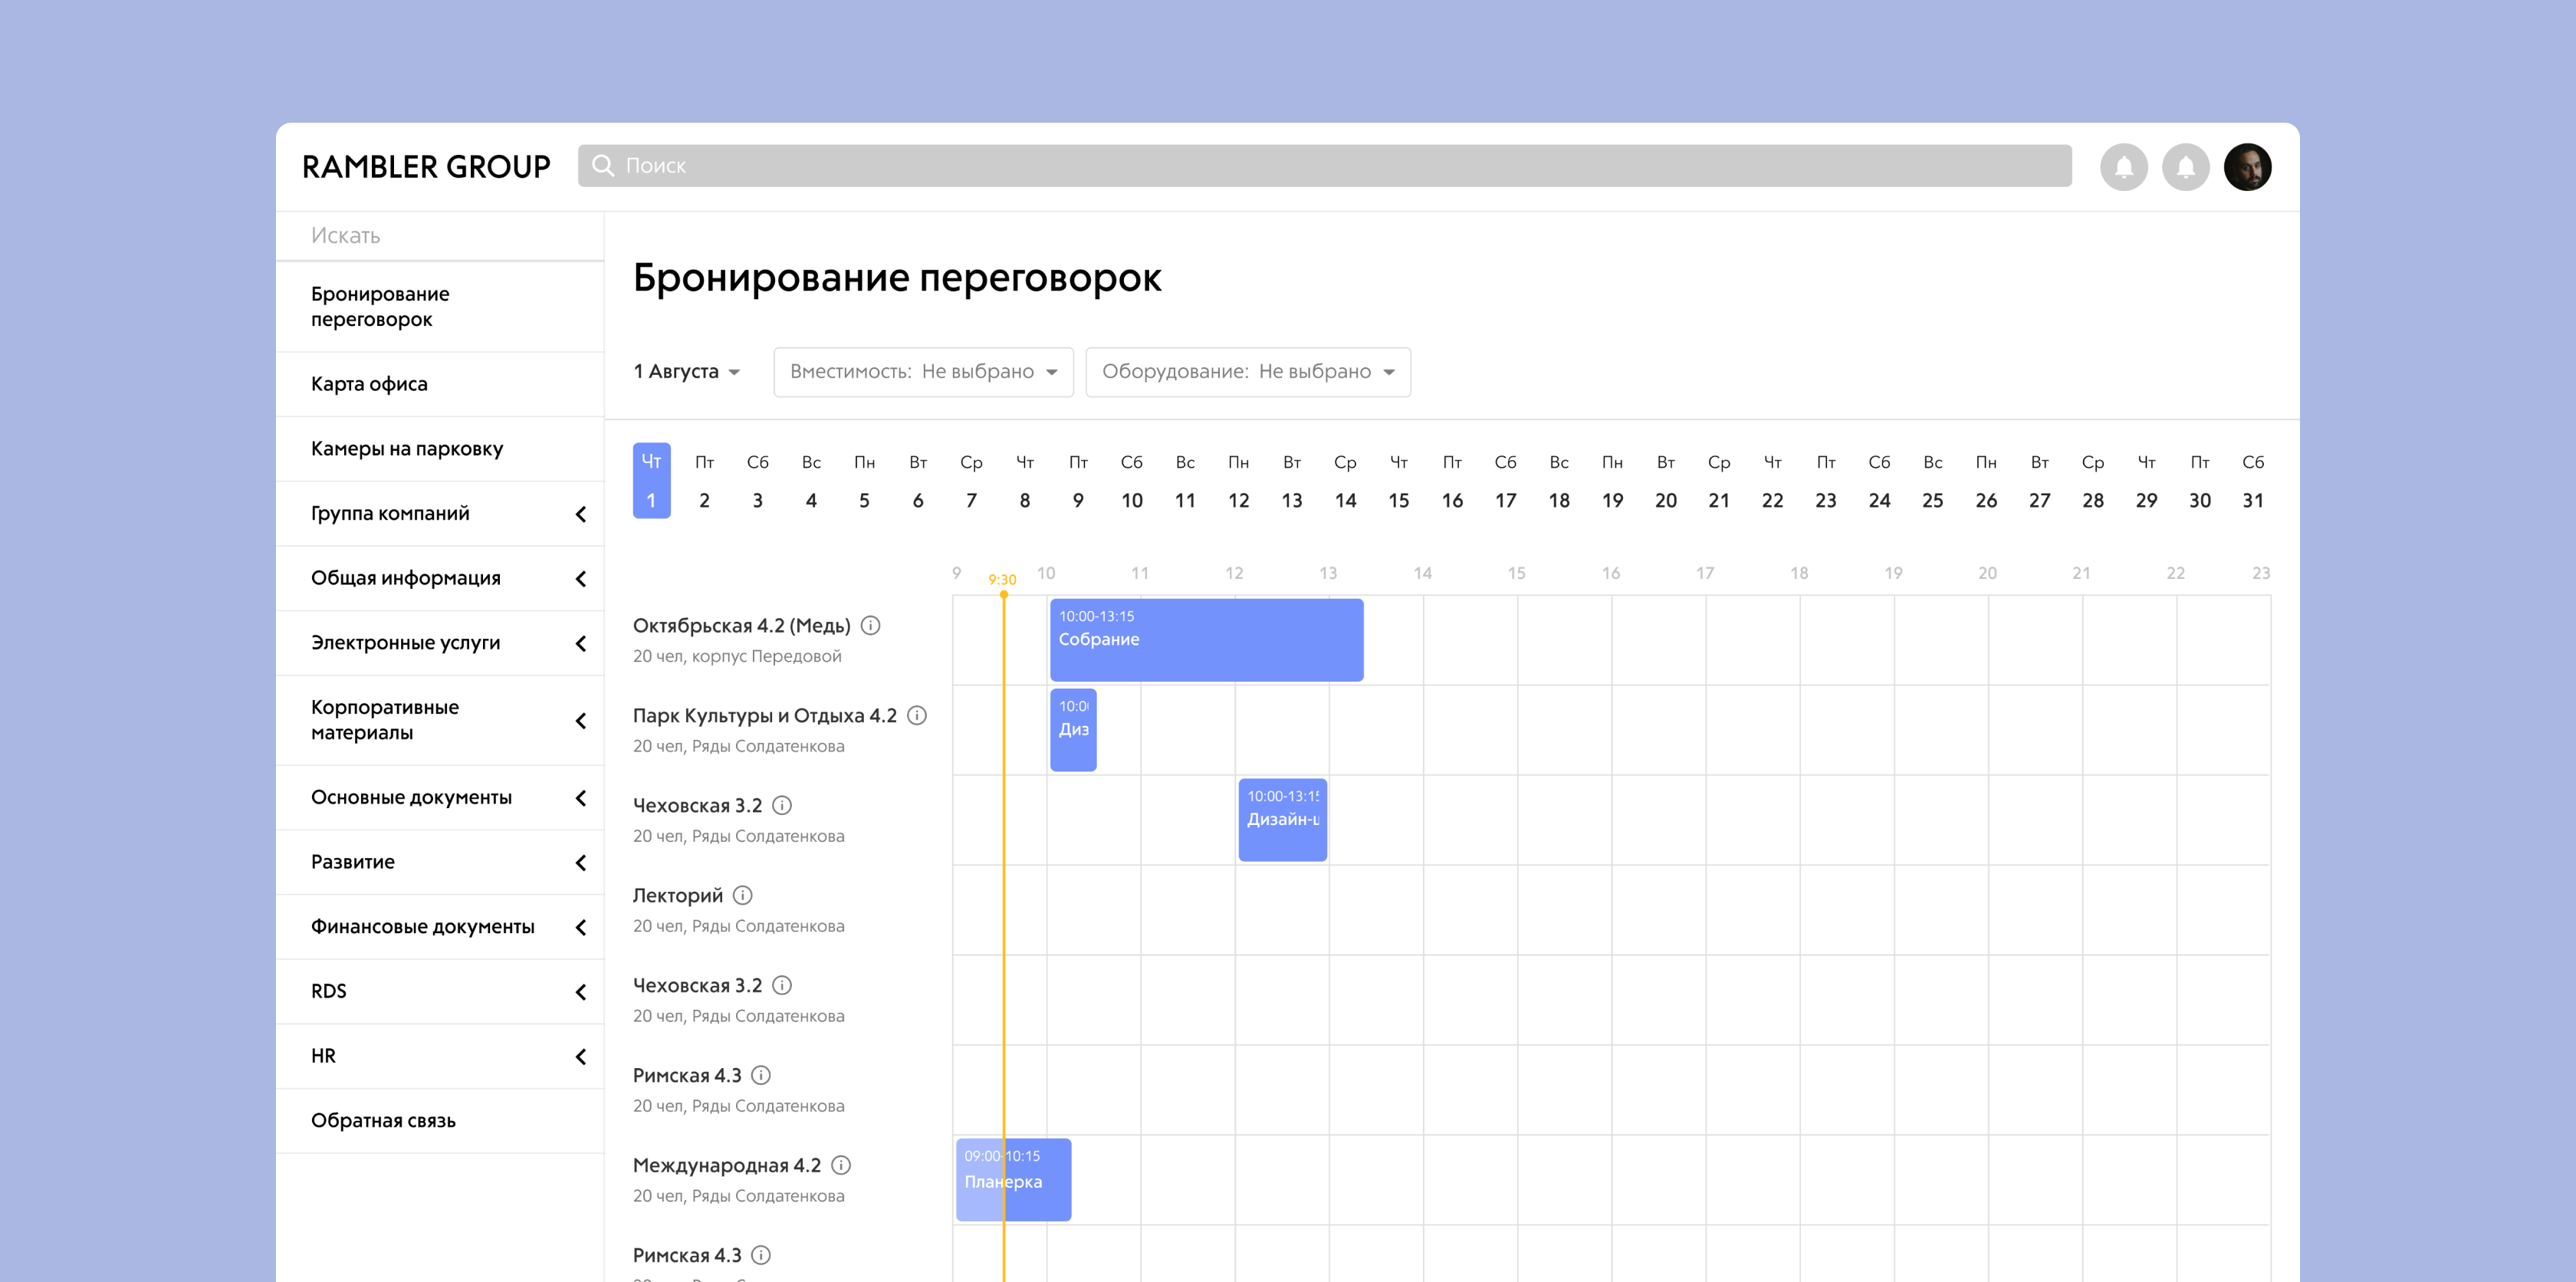 RAMBLER GROUP
Поиск
Искать
Бронирование
переговорок
Карта офиса
Камеры на парковку
Группа компаний
Общая информация
Электронные услуги
Корпоративные
материалы
Основные документы
Развитие
Финансовые документы
RDS
HR
Обратная связь
Бронирование переговорок
1 Августа
Вместимость: Не выбрано
Оборудование: Не выбрано
Чт Пт Сб Вс Пн Вт Ср Чт Пт Сб Вс Пн Вт Ср Чт Пт Сб Вс Пн Вт Ср Чт Пт Сб Вс Пн Вт Ср Чт Пт Сб
1 2 3 4 5 6 7 8 9 10 11 12 13 14 15 16 17 18 19 20 21 22 23 24 25 26 27 28 29 30 31
9 9:30 10 11 12 13 14 15 16 17 18 19 20 21 22 23
Октябрьская 4.2 (Медь)
20 чел, корпус Передовой
10:00-13:15
Собрание
Парк Культуры и Отдыха 4.2
20 чел, Ряды Солдатенкова
10:0
Диз
Чеховская 3.2
20 чел, Ряды Солдатенкова
10:00-13:15
Дизайн-
Лекторий
20 чел, Ряды Солдатенкова
Чеховская 3.2
20 чел, Ряды Солдатенкова
Римская 4.3
20 чел, Ряды Солдатенкова
Международная 4.2
20 чел, Ряды Солдатенкова
09:00-10:15
Планерка
Римская 4.3